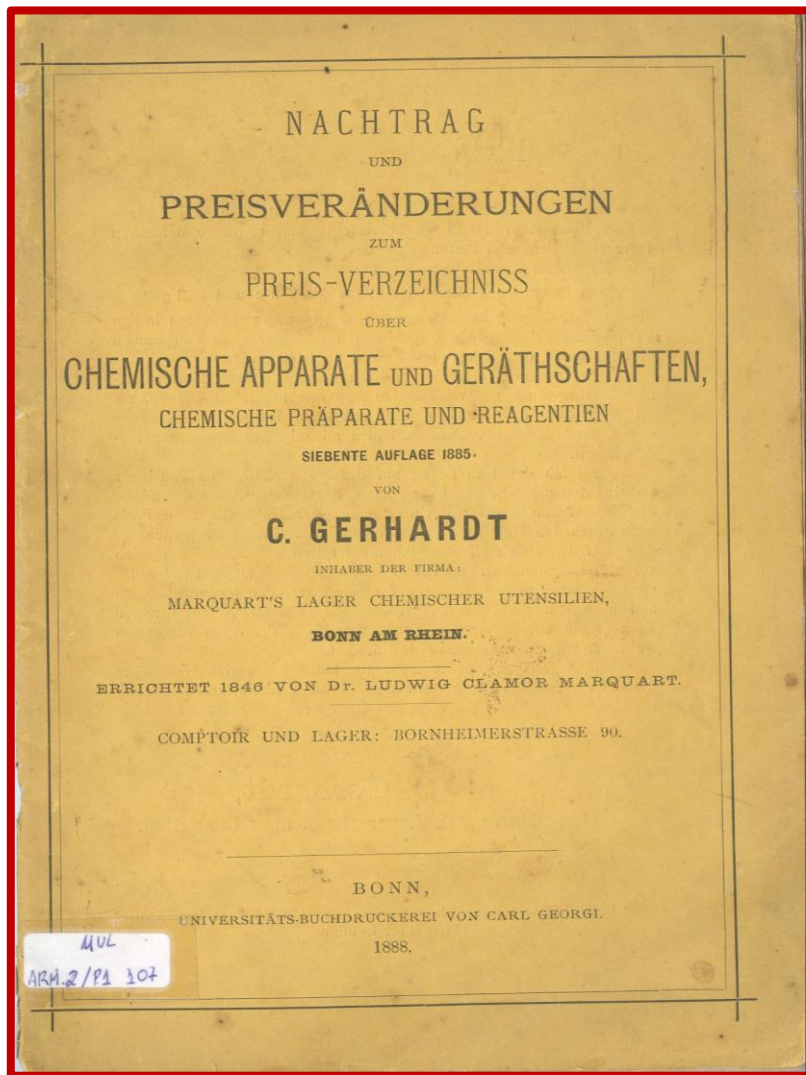 NACHTRAG
UND
PREISVERÄNDERUNGEN
ZUM
PREIS-VERZEICHNISS
ÜBER
CHEMISCHE APPARATE UND GERÄTHSCHAFTEN,
CHEMISCHE PRÄPARATE UND REAGENTIEN
SIEBENTE AUFLAGE 1885.
VON
C. GERHARDT
INHABER DER FIRMA:
MARQUART'S LAGER CHEMISCHER UTENSILIEN,
BONN AM RHEIN.
ERRICHTET 1846 VON Dr. LUDWIG CLAMOR MARQUART.
COMPTOIR UND LAGER: BORNHEIMERSTRASSE 90.
BONN,
UNIVERSITÄTS-BUCHDRUCKEREI VON CARL GEORGI.
1888.
MUL
ARM.2/P1 107